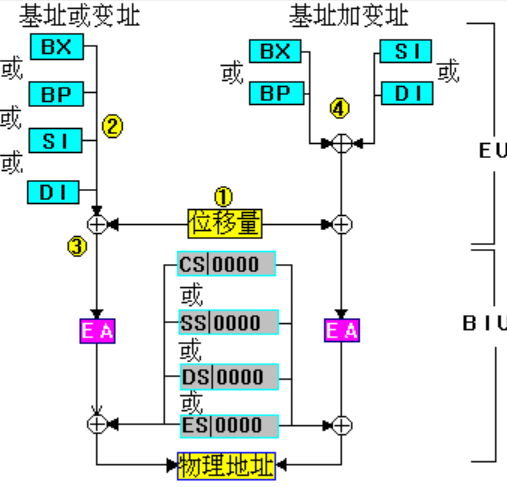 基址或变址
基址加变址
BX
或
BP
或
②
SI
或
DI
BX
或
BP
SI
或
DI
④
EU
①
位移量
③
CS|0000
或
SS|0000
或
DS|0000
或
ES|0000
EA
EA
BIU
物理地址